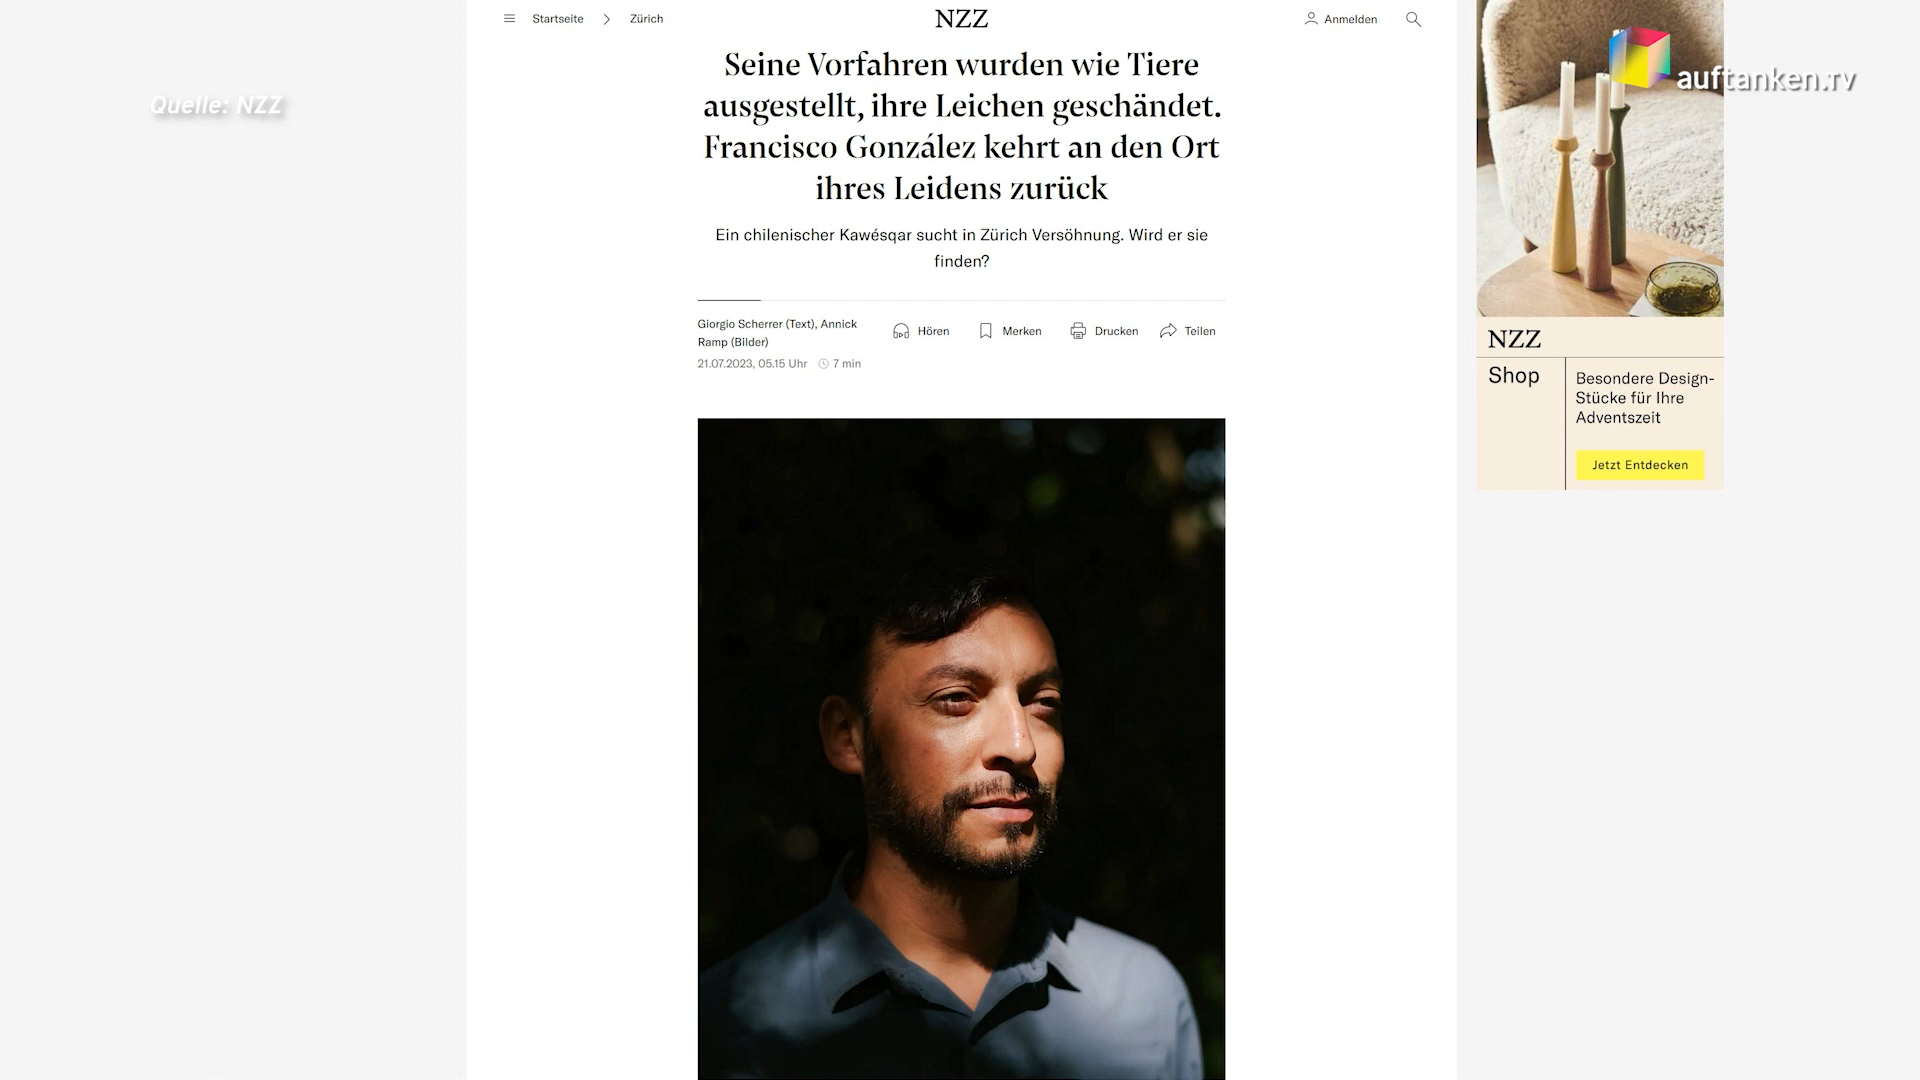 Startseite
Zürich
NZZ
Anmelden
auftanken.TV
Quelle: NZZ
Seine Vorfahren wurden wie Tiere
ausgestellt, ihre Leichen geschändet.
Francisco González kehrt an den Ort
ihres Leidens zurück
Ein chilenischer Kawésqar sucht in Zürich Versöhnung. Wird er sie
finden?
Giorgio Scherrer (Text), Annick
Ramp (Bilder)
21.07.2023, 05.15 Uhr 7 min
Hören
Merken
Drucken
Teilen
NZZ
Shop
Besondere Design-
Stücke für Ihre
Adventszeit
Jetzt Entdecken